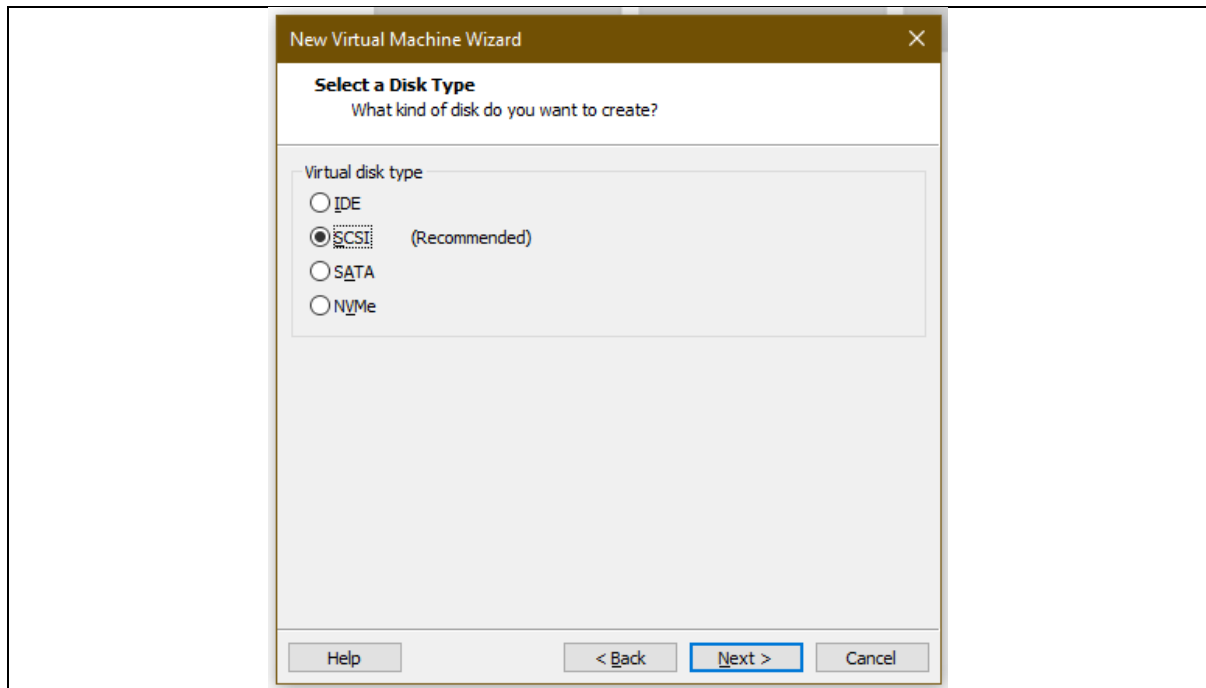 New Virtual Machine Wizard
Select a Disk Type
What kind of disk do you want to create?
Virtual disk type
IDE
SCSI (Recommended)
SATA
NVMe
Help < Back Next > Cancel